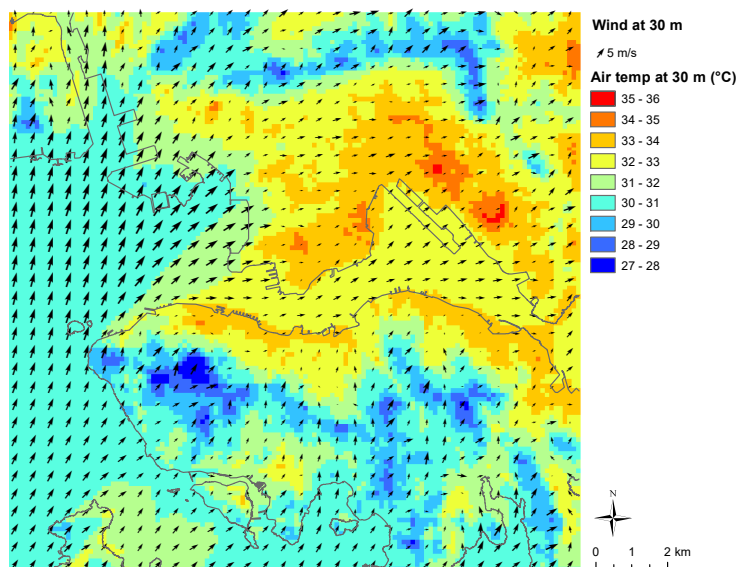 Wind at 30 m
5 m/s
Air temp at 30 m (°C)
35 - 36
34 - 35
33 - 34
32 - 33
31 - 32
30 - 31
29 - 30
28 - 29
27 - 28
N
0 1 2 km